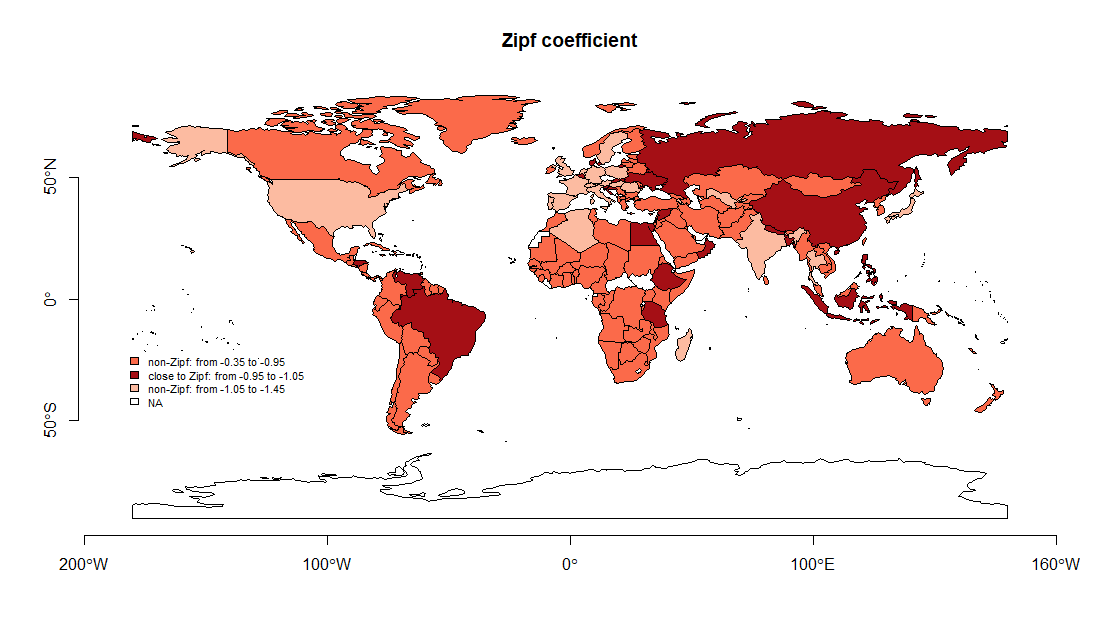 Zipf coefficient
50°N
0°
50°S
non-Zipf: from -0.35 to -0.95
close to Zipf: from -0.95 to -1.05
non-Zipf: from -1.05 to -1.45
NA
200°W
100°W
0°
100°E
160°W